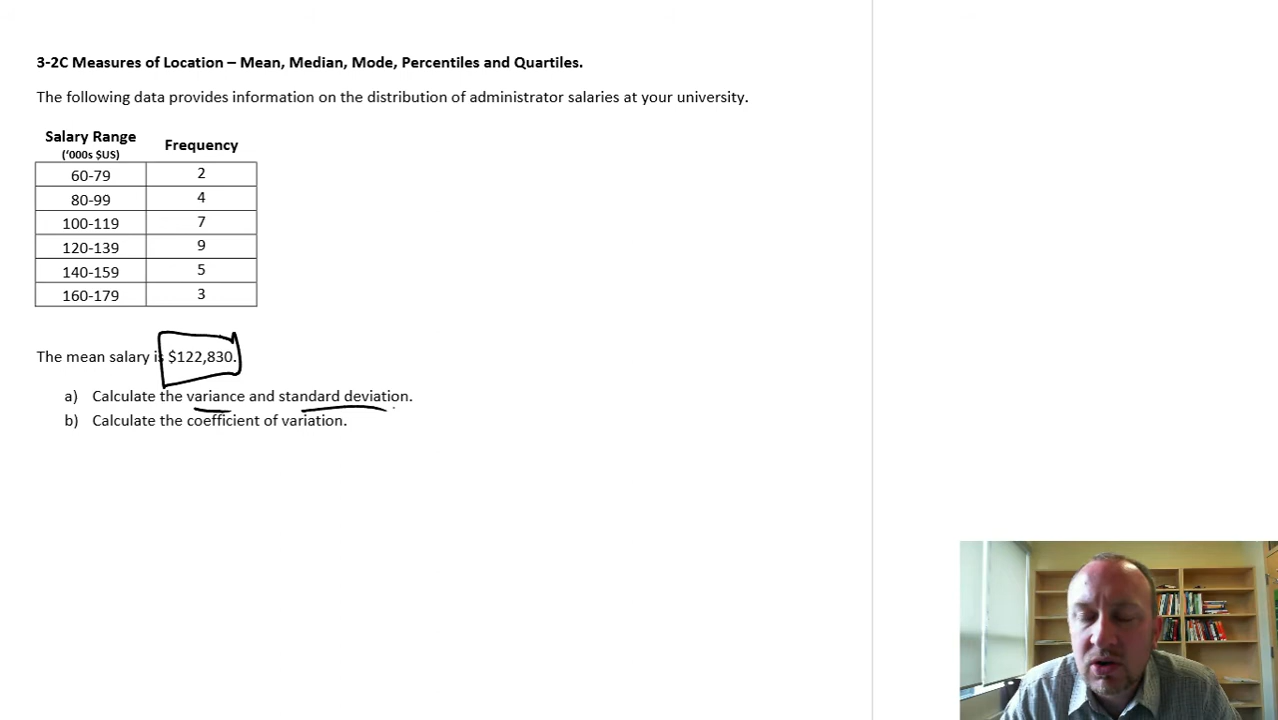 3-2C Measures of Location – Mean, Median, Mode, Percentiles and Quartiles.
The following data provides information on the distribution of administrator salaries at your university.
Salary Range Frequency
('000s $US)
60-79 2
80-99 4
100-119 7
120-139 9
140-159 5
160-179 3
The mean salary is $122,830.
a) Calculate the variance and standard deviation.
b) Calculate the coefficient of variation.